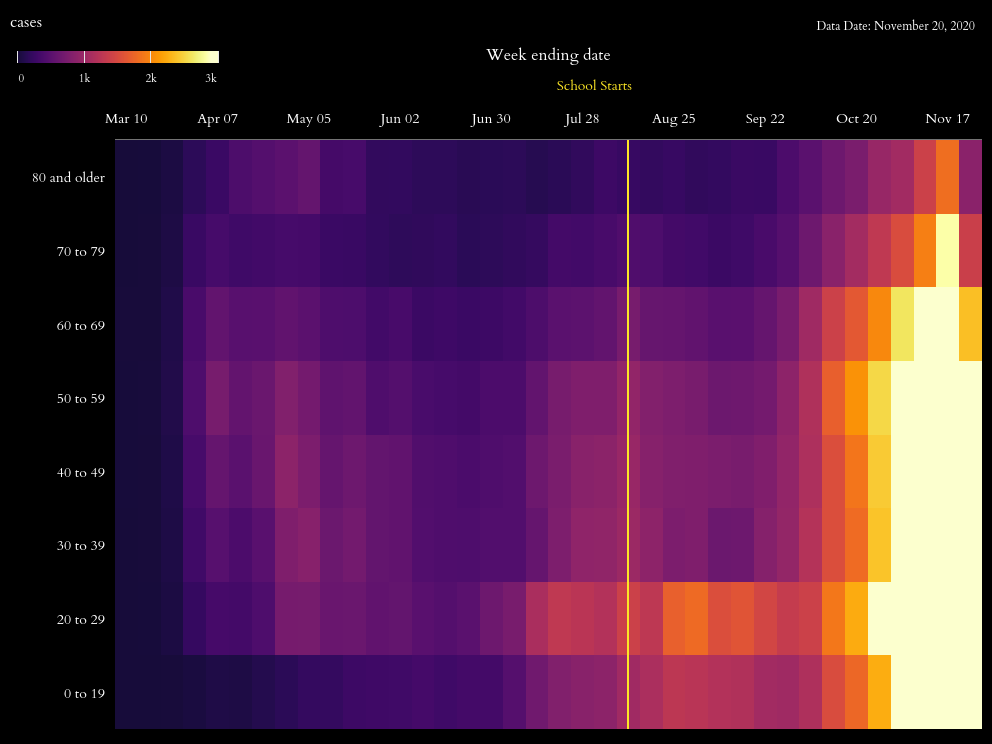 cases
Data Date: November 20, 2020
0 1k 2k 3k
Week ending date
School Starts
Mar 10 Apr 07 May 05 Jun 02 Jun 30 Jul 28 Aug 25 Sep 22 Oct 20 Nov 17
80 and older
70 to 79
60 to 69
50 to 59
40 to 49
30 to 39
20 to 29
0 to 19